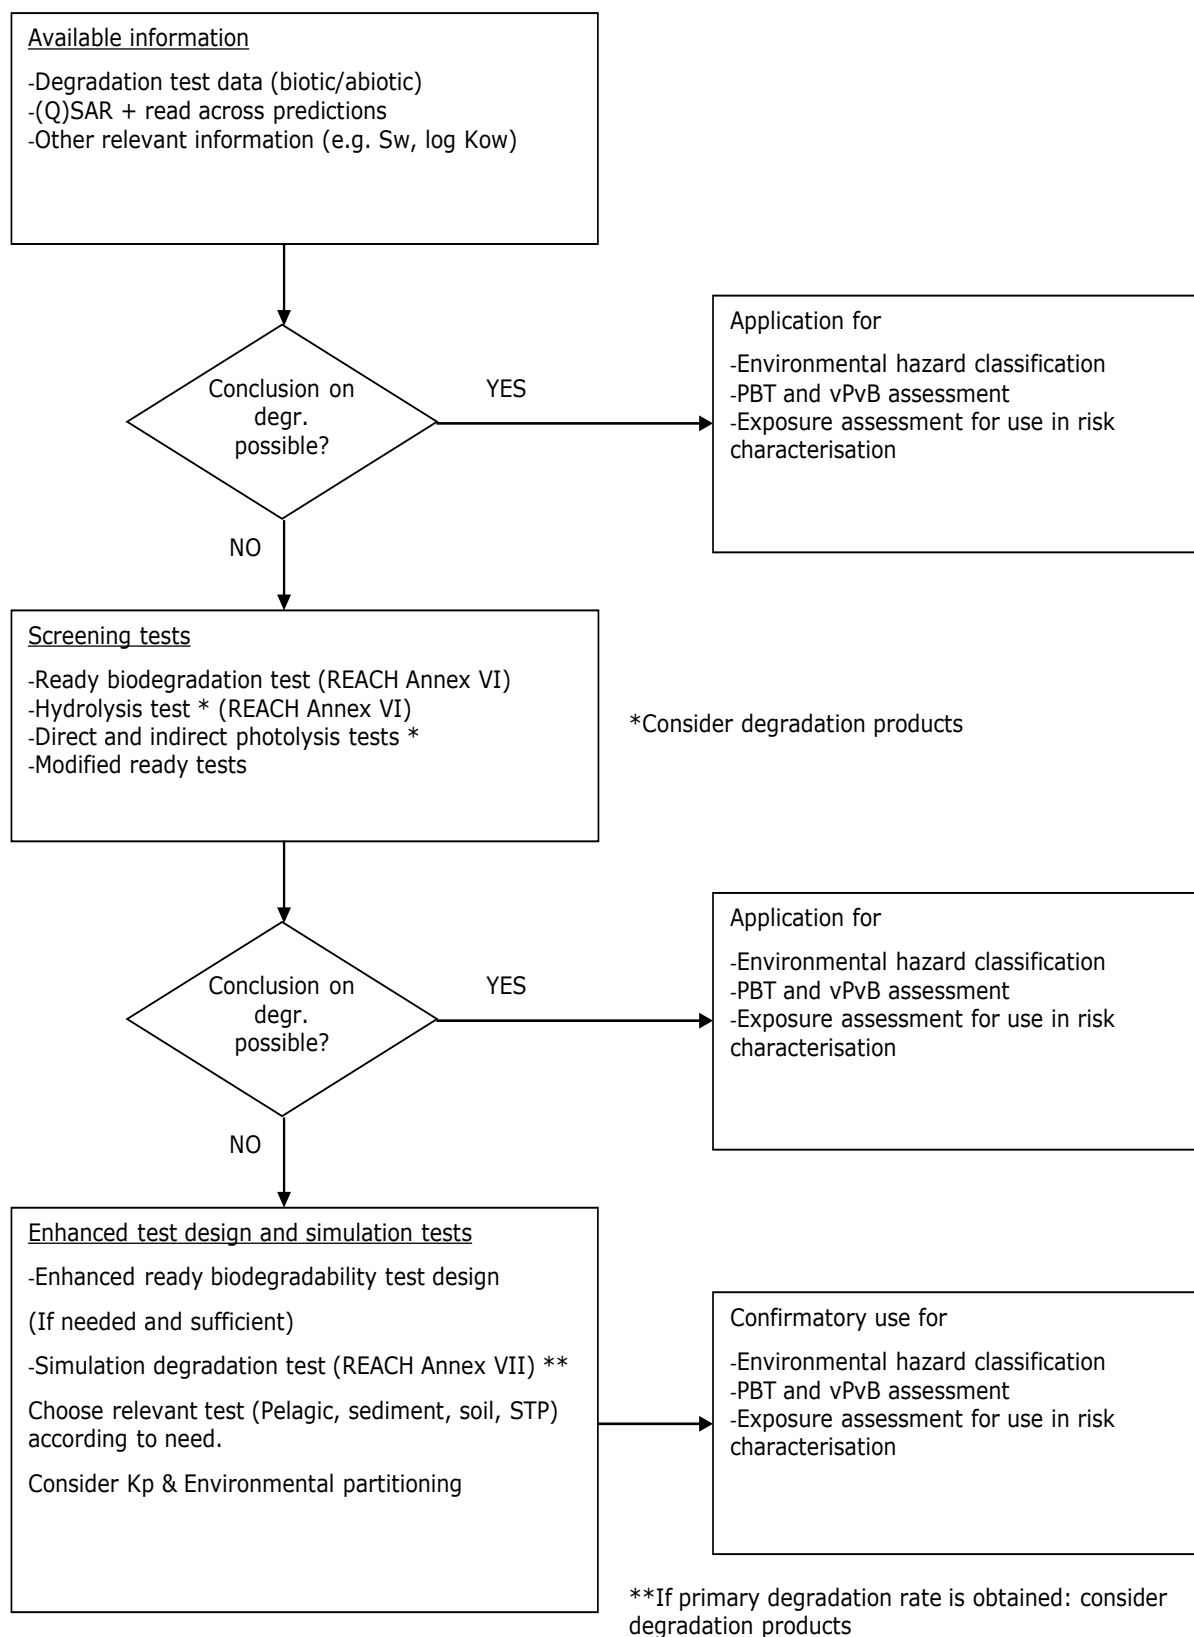 Available information
-Degradation test data (biotic/abiotic)
-(Q)SAR + read across predictions
-Other relevant information (e.g. Sw, log Kow)
Conclusion on
degr.
possible?
YES
Application for
-Environmental hazard classification
-PBT and vPvB assessment
-Exposure assessment for use in risk
characterisation
NO
Screening tests
-Ready biodegradation test (REACH Annex VI)
-Hydrolysis test * (REACH Annex VI)
-Direct and indirect photolysis tests *
-Modified ready tests
*Consider degradation products
Conclusion on
degr.
possible?
YES
Application for
-Environmental hazard classification
-PBT and vPvB assessment
-Exposure assessment for use in risk
characterisation
NO
Enhanced test design and simulation tests
-Enhanced ready biodegradability test design
(If needed and sufficient)
-Simulation degradation test (REACH Annex VII) **
Choose relevant test (Pelagic, sediment, soil, STP)
according to need.
Consider Kp & Environmental partitioning
Confirmatory use for
-Environmental hazard classification
-PBT and vPvB assessment
-Exposure assessment for use in risk
characterisation
**If primary degradation rate is obtained: consider
degradation products